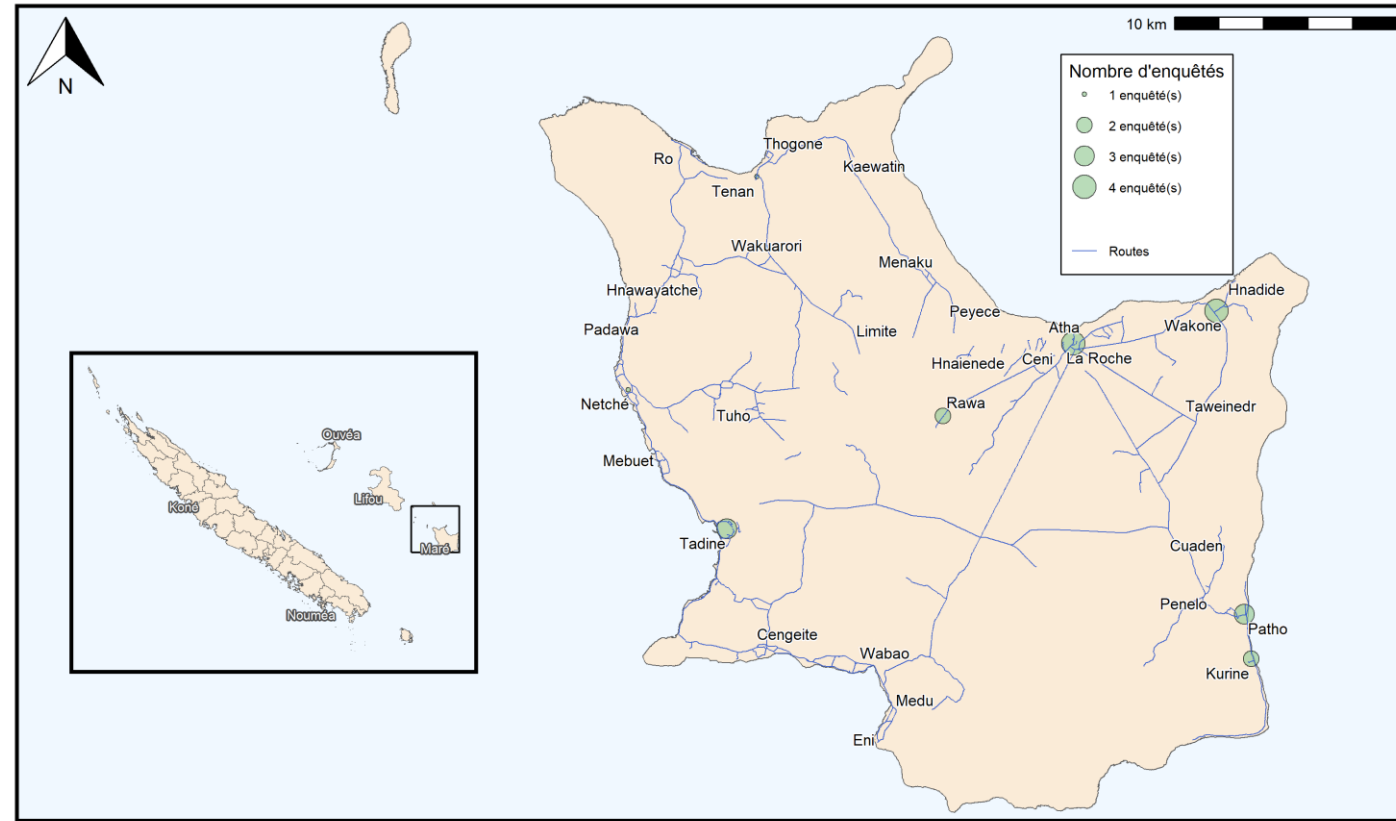 10 km
N
Nombre d'enquêtés
1 enquêté(s)
2 enquêté(s)
3 enquêté(s)
4 enquêté(s)
Routes
Thogone
Ro
Kaewatin
Tenan
Wakuarori
Menaku
Hnawayatche
Hnadide
Peyece
Padawa
Limite
Atha
Wakone
Hnaienede
Ceni
La Roche
Netché
Tuho
Rawa
Taweinedr
Mebuet
Tadine
Cuaden
Penelo
Patho
Cengeite
Wabao
Kurine
Medu
Eni
Ouvéa
Lifou
Koné
Maré
Nouméa